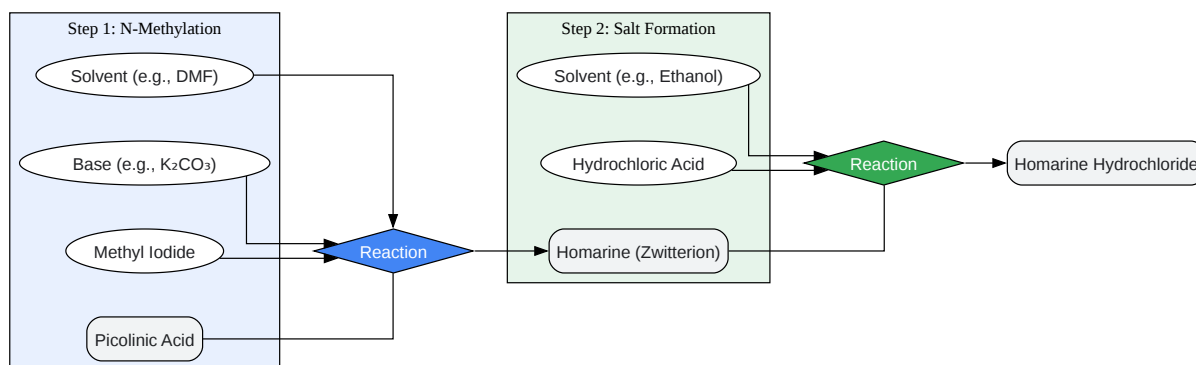 Step 1: N-Methylation
Solvent (e.g., DMF)
Base (e.g., K₂CO₃)
Methyl Iodide
Picolinic Acid
Reaction
Step 2: Salt Formation
Solvent (e.g., Ethanol)
Hydrochloric Acid
Homarine (Zwitterion)
Reaction
Homarine Hydrochloride